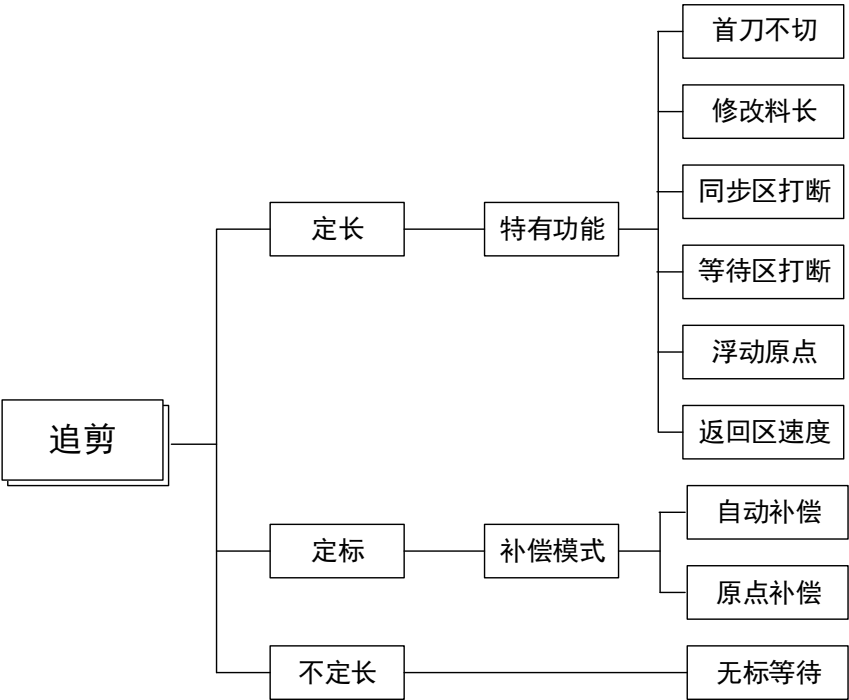 首刀不切
修改料长
同步区打断
定长
特有功能
等待区打断
浮动原点
追剪
返回区速度
自动补偿
定标
补偿模式
原点补偿
不定长
无标等待